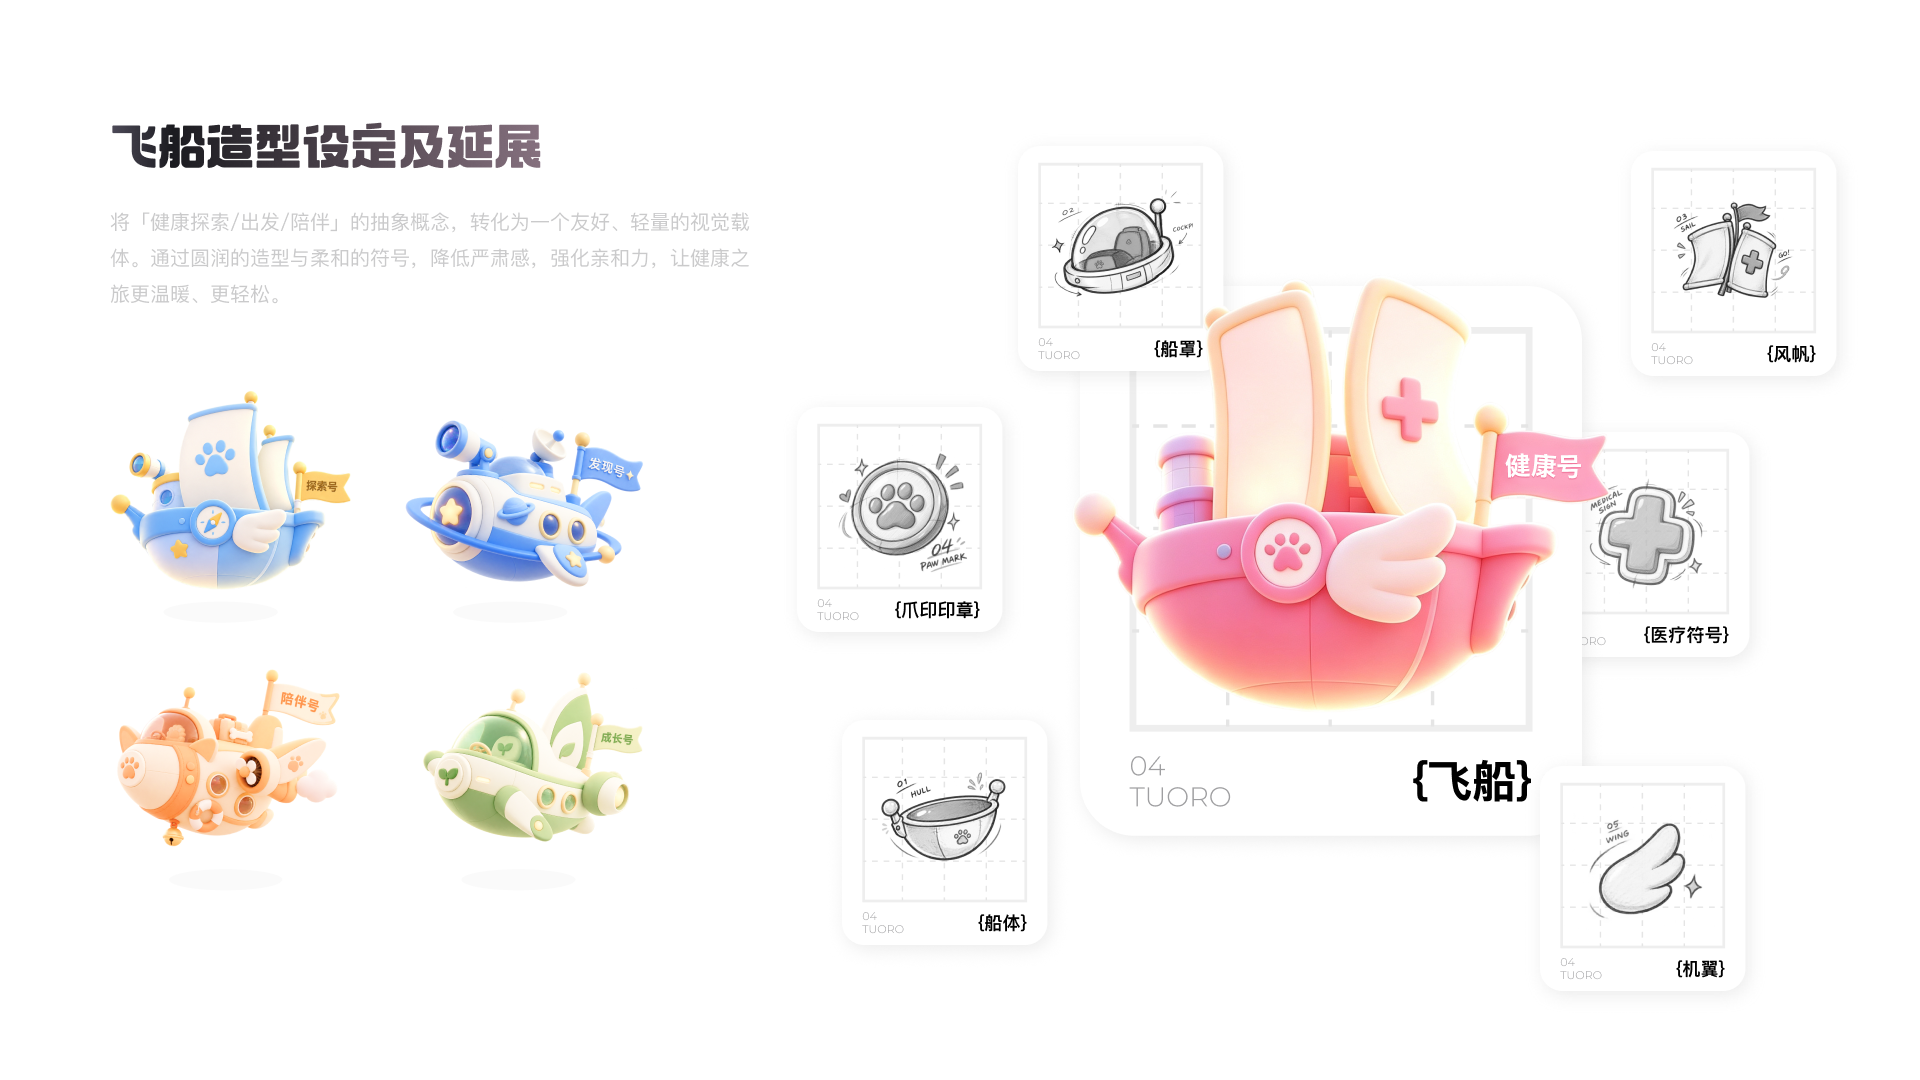 飞船造型设定及延展
将「健康探索/出发/陪伴」的抽象概念，转化为一个友好、轻量的视觉载
体。通过圆润的造型与柔和的符号，降低严肃感，强化亲和力，让健康之
旅更温暖、更轻松。
探索号
发现号
陪伴号
成长号
02
COCKPIT
04
TUORO
{船罩}
03
SAIL
GO!
04
TUORO
{风帆}
04
PAW MARK
04
TUORO
{爪印印章}
健康号
04
TUORO
{飞船}
MEDICAL
SIGN
ORO
{医疗符号}
01
HULL
04
TUORO
{船体}
05
WING
04
TUORO
{机翼}